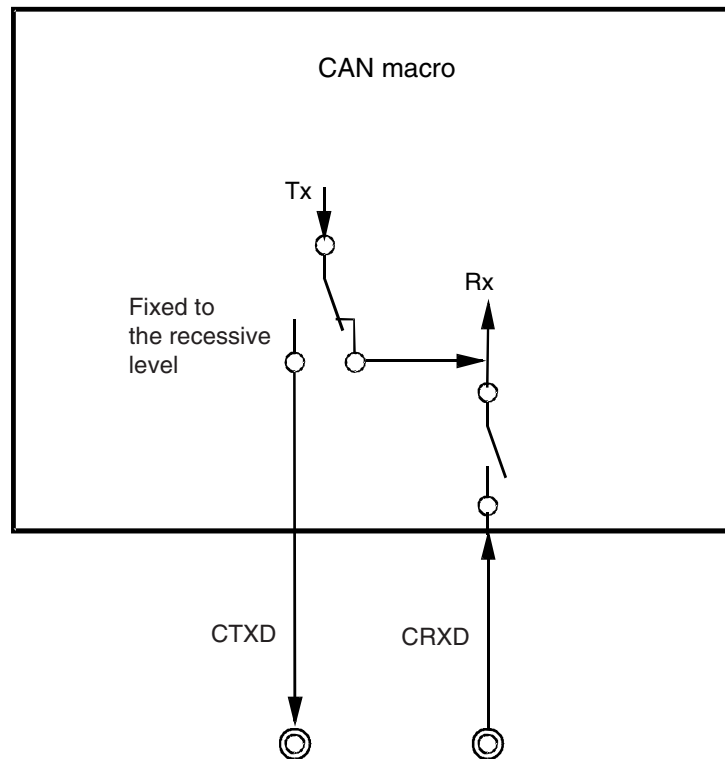 CAN macro
Tx
Rx
Fixed to
the recessive
level
CTXD
CRXD